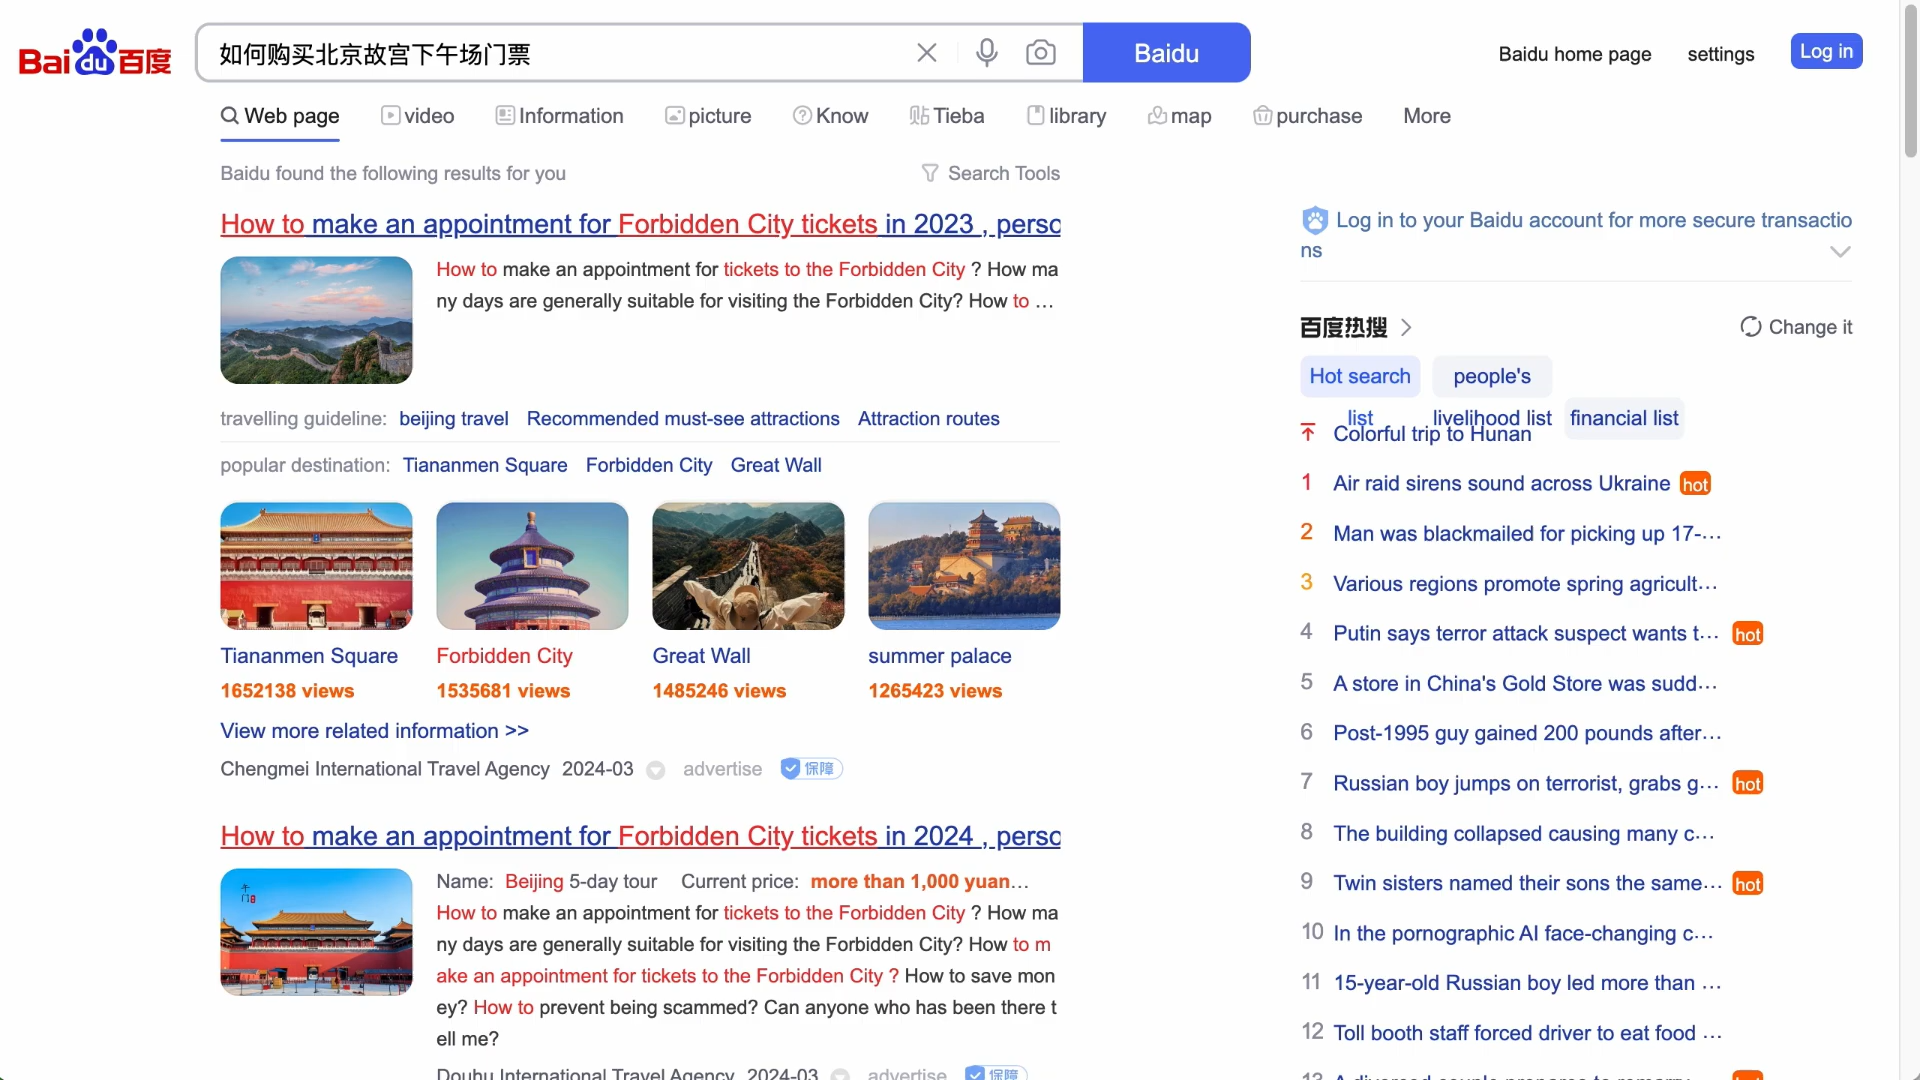 Bai du 百度
如何购买北京故宫下午场门票
Baidu
Baidu home page
settings
Log in
Web page
video
Information
picture
Know
贴 Tieba
library
map
purchase
More
Baidu found the following results for you
Search Tools
How to make an appointment for Forbidden City tickets in 2023 , perso
How to make an appointment for tickets to the Forbidden City ? How ma
ny days are generally suitable for visiting the Forbidden City? How to …
travelling guideline: beijing travel Recommended must-see attractions Attraction routes
popular destination: Tiananmen Square Forbidden City Great Wall
Tiananmen Square
1652138 views
Forbidden City
1535681 views
Great Wall
1485246 views
summer palace
1265423 views
View more related information >>
Chengmei International Travel Agency 2024-03 advertise 保障
How to make an appointment for Forbidden City tickets in 2024 , perso
午门
Name: Beijing 5-day tour Current price: more than 1,000 yuan…
How to make an appointment for tickets to the Forbidden City ? How ma
ny days are generally suitable for visiting the Forbidden City? How to m
ake an appointment for tickets to the Forbidden City ? How to save mon
ey? How to prevent being scammed? Can anyone who has been there t
ell me?
Douhu International Travel Agency 2024-03 advertise 保障
Log in to your Baidu account for more secure transactio
ns
百度热搜 >
Change it
Hot search list
people's livelihood list
financial list
Colorful trip to Hunan
1 Air raid sirens sound across Ukraine hot
2 Man was blackmailed for picking up 17-…
3 Various regions promote spring agricult…
4 Putin says terror attack suspect wants t… hot
5 A store in China's Gold Store was sudd…
6 Post-1995 guy gained 200 pounds after…
7 Russian boy jumps on terrorist, grabs g… hot
8 The building collapsed causing many c…
9 Twin sisters named their sons the same… hot
10 In the pornographic AI face-changing c…
11 15-year-old Russian boy led more than …
12 Toll booth staff forced driver to eat food …
13 A divorced couple prepares to remarry